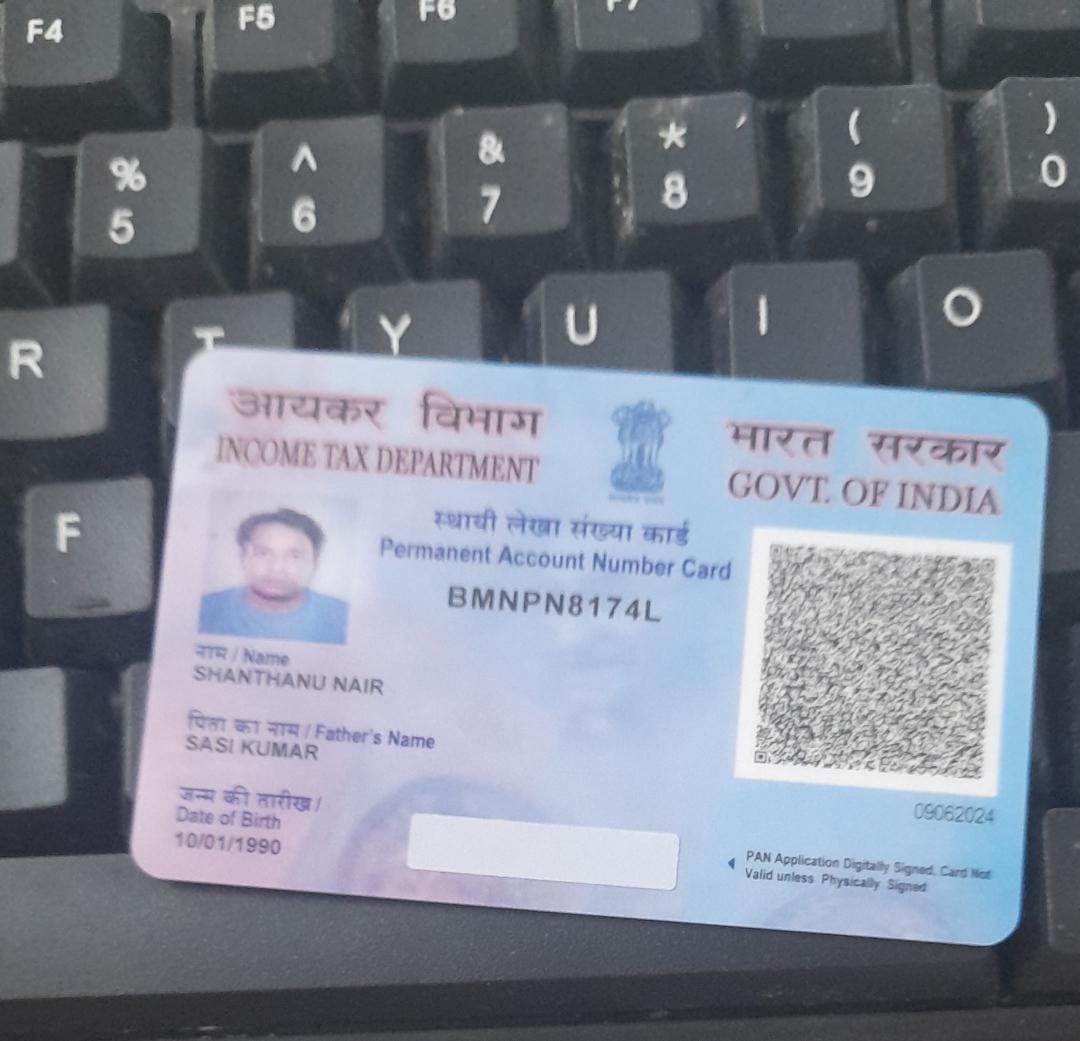 F4 F5 F6 F7
% ^ & * ( )
5 6 7 8 9 0
R T Y U I O
F
आयकर विभाग
INCOME TAX DEPARTMENT
भारत सरकार
GOVT. OF INDIA
स्थायी लेखा संख्या कार्ड
Permanent Account Number Card
BMNPN8174L
नाम / Name
SHANTHANU NAIR
पिता का नाम / Father's Name
SASI KUMAR
जन्म की तारीख /
Date of Birth
10/01/1990
09062024
PAN Application Digitally Signed, Card Not
Valid unless Physically Signed